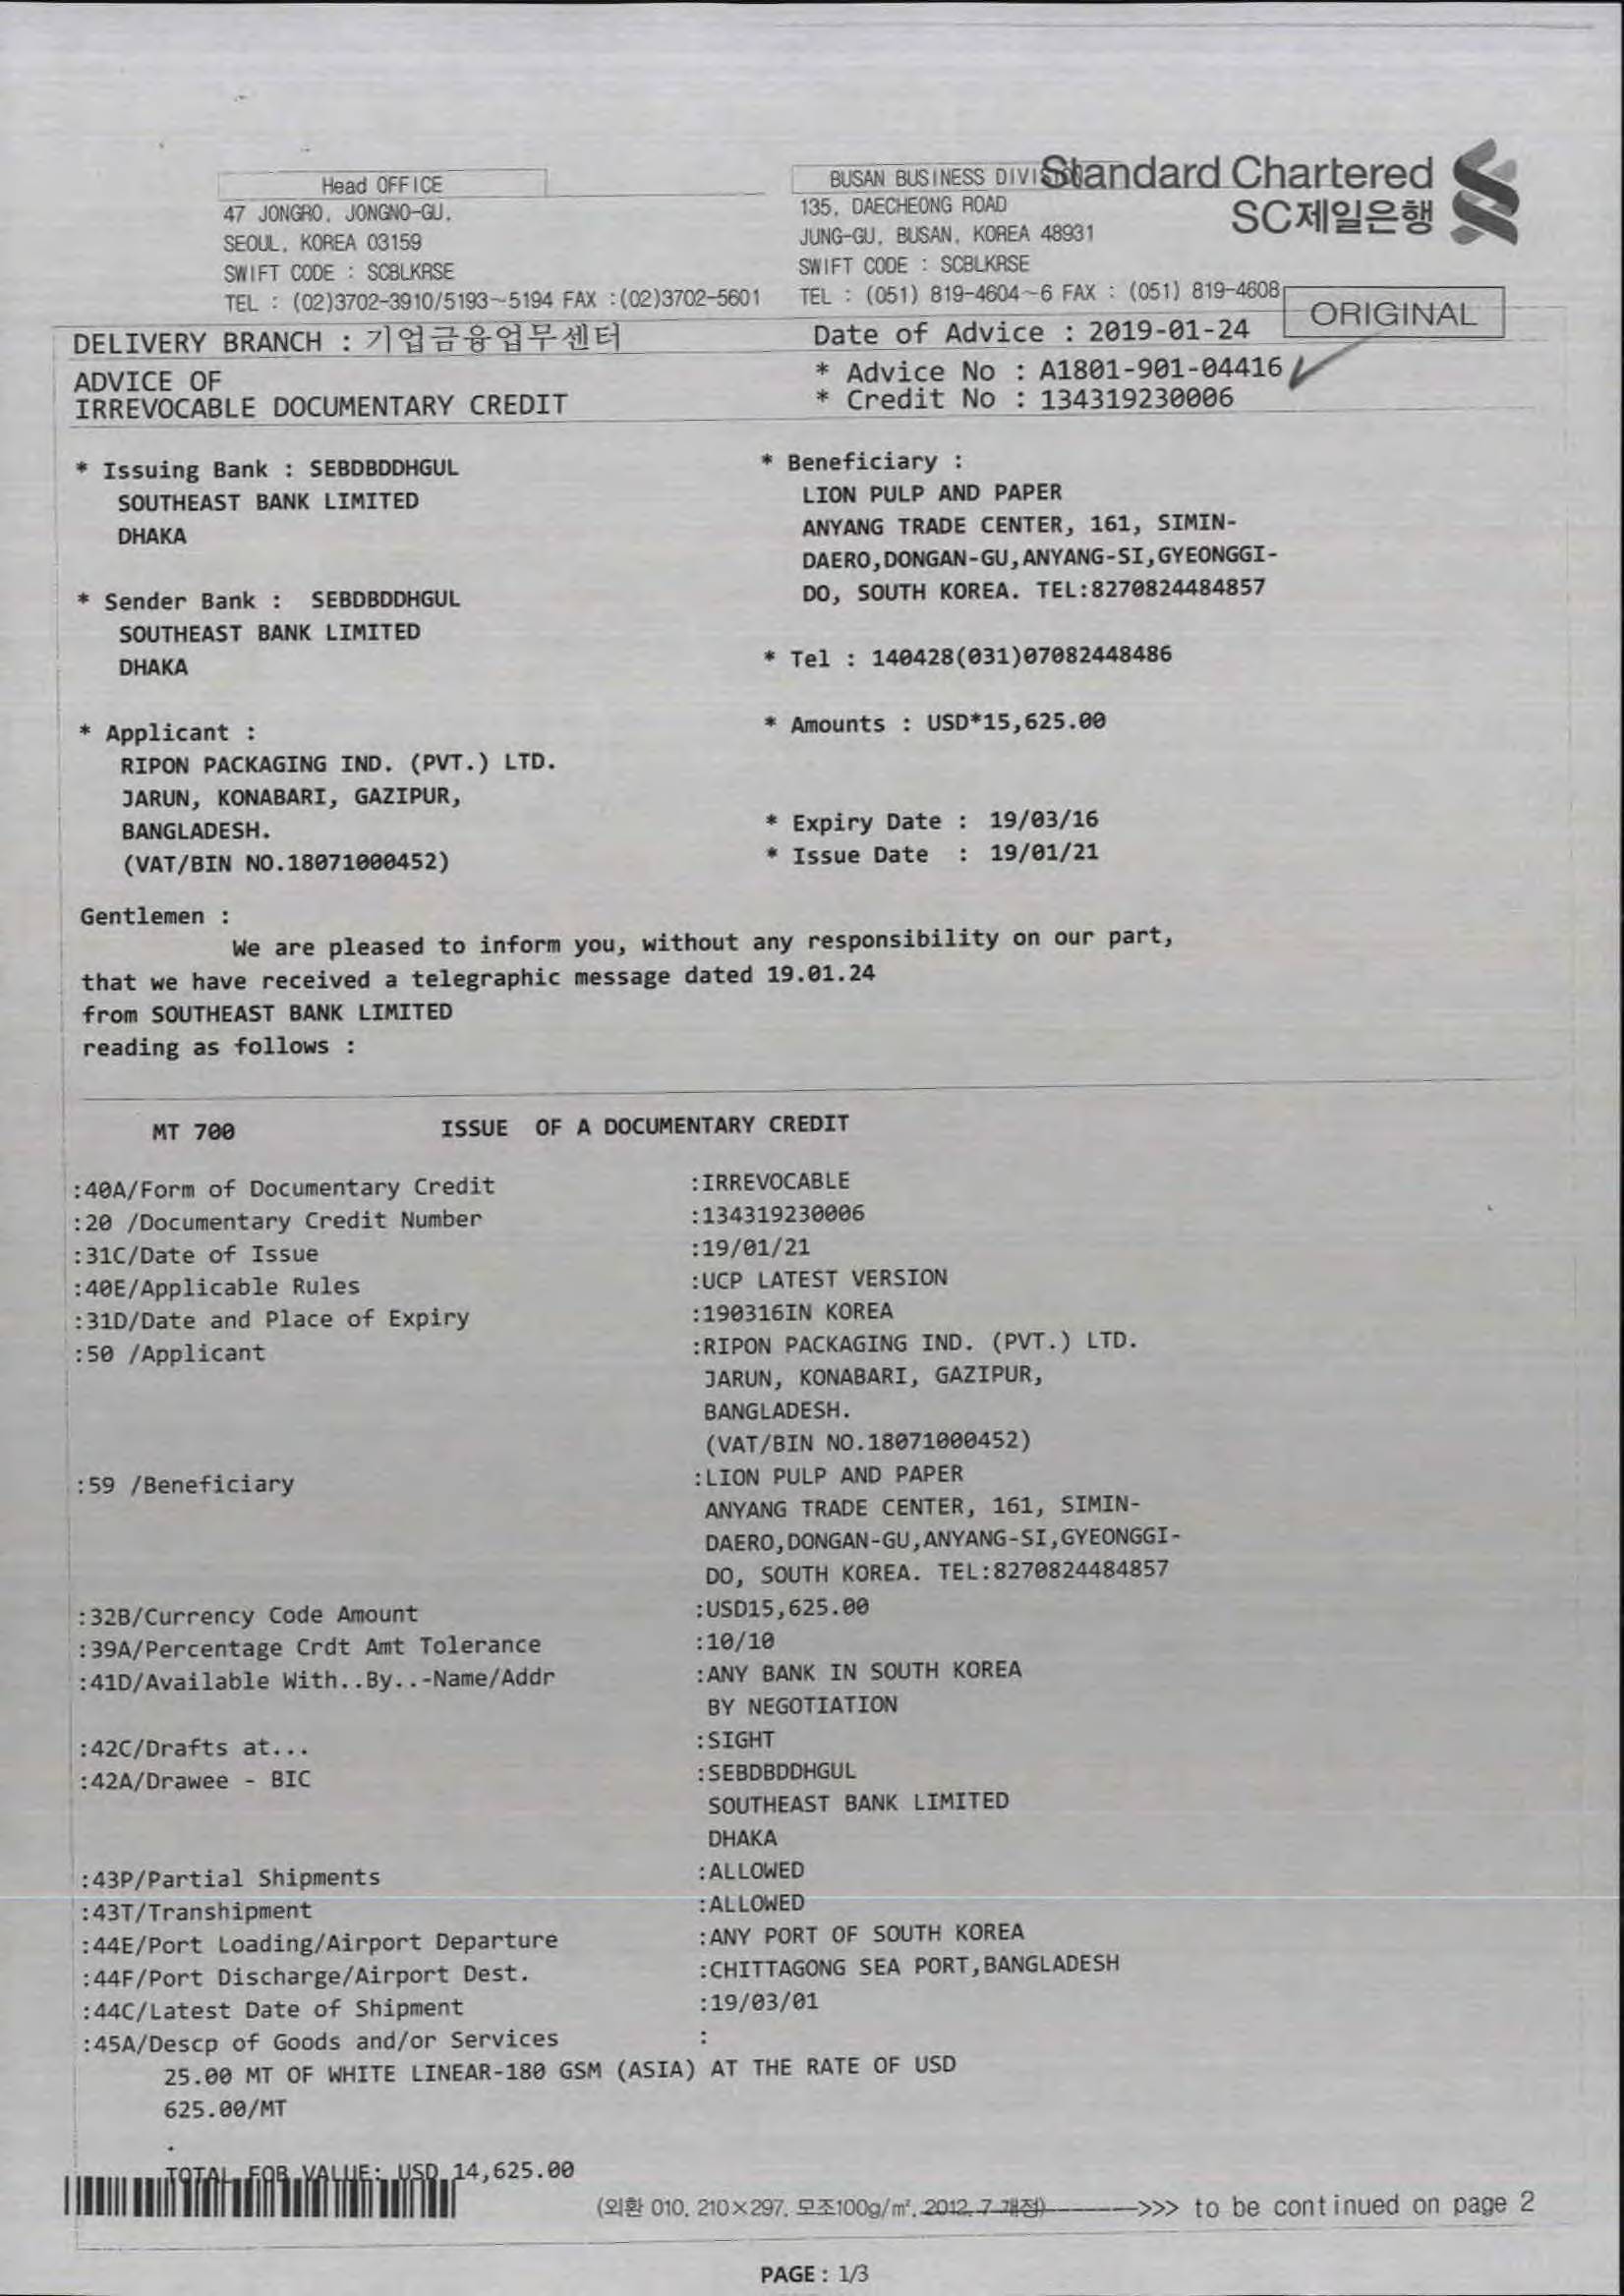 Head OFFICE
47 JONGRO, JONGNO-GU,
SEOUL, KOREA 03159
SWIFT CODE : SCBLKRSE
TEL : (02)3702-3910/5193~5194 FAX :(02)3702-5601
BUSAN BUSINESS DIVISION
135, DAECHEONG ROAD
JUNG-GU, BUSAN, KOREA 48931
SWIFT CODE : SCBLKRSE
TEL : (051) 819-4604~6 FAX : (051) 819-4608
Standard Chartered
SC제일은행
ORIGINAL
DELIVERY BRANCH : 기업금융업무센터
Date of Advice : 2019-01-24
ADVICE OF
IRREVOCABLE DOCUMENTARY CREDIT
* Advice No : A1801-901-04416
* Credit No : 134319230006
* Issuing Bank : SEBDBDDHGUL
SOUTHEAST BANK LIMITED
DHAKA
* Sender Bank : SEBDBDDHGUL
SOUTHEAST BANK LIMITED
DHAKA
* Applicant :
RIPON PACKAGING IND. (PVT.) LTD.
JARUN, KONABARI, GAZIPUR,
BANGLADESH.
(VAT/BIN NO.18071000452)
* Beneficiary :
LION PULP AND PAPER
ANYANG TRADE CENTER, 161, SIMIN-
DAERO,DONGAN-GU,ANYANG-SI,GYEONGGI-
DO, SOUTH KOREA. TEL:8270824484857
* Tel : 140428(031)07082448486
* Amounts : USD*15,625.00
* Expiry Date : 19/03/16
* Issue Date : 19/01/21
Gentlemen :
We are pleased to inform you, without any responsibility on our part,
that we have received a telegraphic message dated 19.01.24
from SOUTHEAST BANK LIMITED
reading as follows :
MT 700 ISSUE OF A DOCUMENTARY CREDIT
:40A/Form of Documentary Credit :IRREVOCABLE
:20 /Documentary Credit Number :134319230006
:31C/Date of Issue :19/01/21
:40E/Applicable Rules :UCP LATEST VERSION
:31D/Date and Place of Expiry :190316IN KOREA
:50 /Applicant :RIPON PACKAGING IND. (PVT.) LTD.
JARUN, KONABARI, GAZIPUR,
BANGLADESH.
(VAT/BIN NO.18071000452)
:59 /Beneficiary :LION PULP AND PAPER
ANYANG TRADE CENTER, 161, SIMIN-
DAERO,DONGAN-GU,ANYANG-SI,GYEONGGI-
DO, SOUTH KOREA. TEL:8270824484857
:32B/Currency Code Amount :USD15,625.00
:39A/Percentage Crdt Amt Tolerance :10/10
:41D/Available With..By..-Name/Addr :ANY BANK IN SOUTH KOREA
BY NEGOTIATION
:42C/Drafts at... :SIGHT
:42A/Drawee - BIC :SEBDBDDHGUL
SOUTHEAST BANK LIMITED
DHAKA
:43P/Partial Shipments :ALLOWED
:43T/Transhipment :ALLOWED
:44E/Port Loading/Airport Departure :ANY PORT OF SOUTH KOREA
:44F/Port Discharge/Airport Dest. :CHITTAGONG SEA PORT,BANGLADESH
:44C/Latest Date of Shipment :19/03/01
:45A/Descp of Goods and/or Services :
25.00 MT OF WHITE LINEAR-180 GSM (ASIA) AT THE RATE OF USD
625.00/MT
.
TOTAL FOB VALUE: USD 14,625.00
(외환 010, 210×297, 모조100g/㎡, 2012. 7 개정) >>> to be continued on page 2
PAGE : 1/3